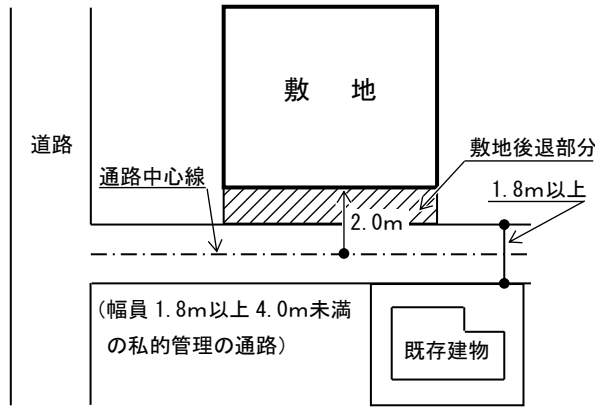 敷 地
道路
敷地後退部分
通路中心線
1.8ｍ以上
2.0ｍ
(幅員 1.8ｍ以上 4.0ｍ未満
の私的管理の通路)
既存建物